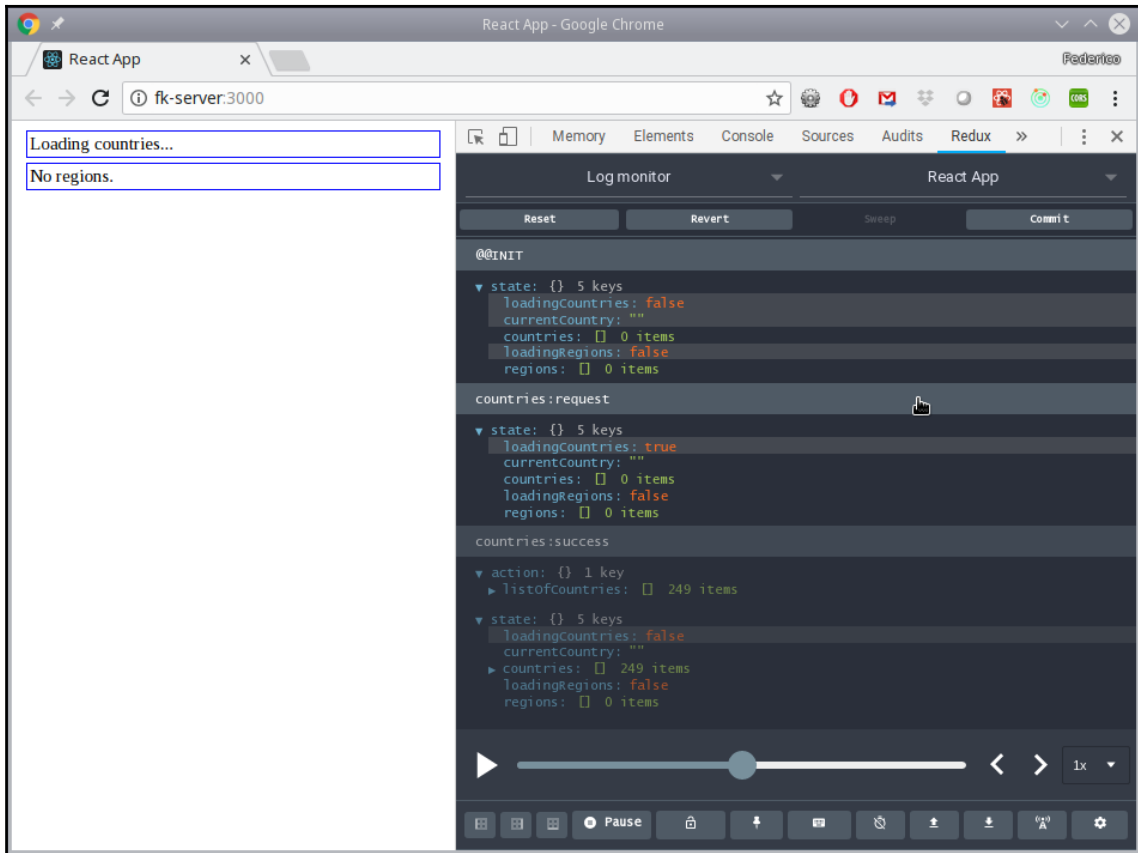 React App - Google Chrome
React App
Federico
fk-server:3000
CORS
Loading countries...
No regions.
Memory Elements Console Sources Audits Redux »
Log monitor
React App
Reset Revert Sweep Commit
@@INIT
state: {} 5 keys
loadingCountries: false
currentCountry: ""
countries: [] 0 items
loadingRegions: false
regions: [] 0 items
countries:request
state: {} 5 keys
loadingCountries: true
currentCountry: ""
countries: [] 0 items
loadingRegions: false
regions: [] 0 items
countries:success
action: {} 1 key
listOfCountries: [] 249 items
state: {} 5 keys
loadingCountries: false
currentCountry: ""
countries: [] 249 items
loadingRegions: false
regions: [] 0 items
1x
Pause